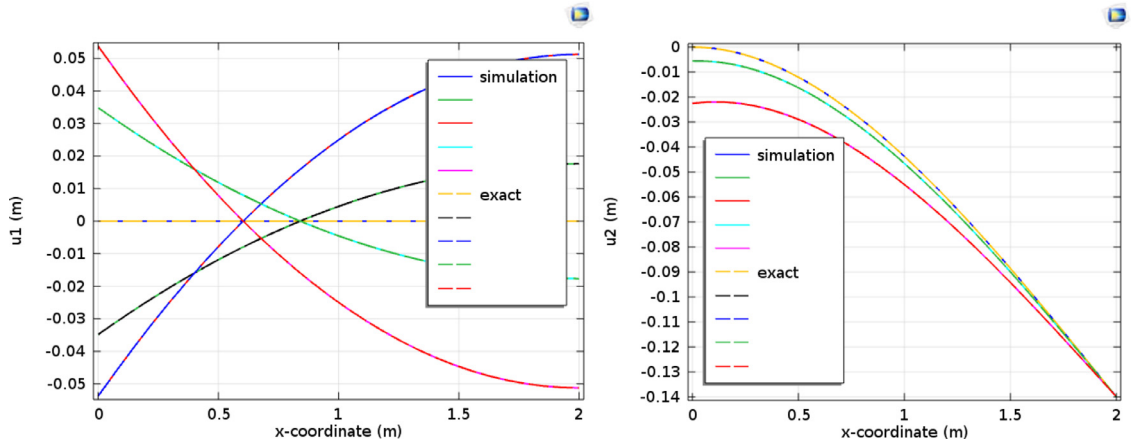 0.05
0.04
0.03
0.02
0.01
0
-0.01
-0.02
-0.03
-0.04
-0.05
u1 (m)
simulation
exact
0 0.5 1 1.5 2
x-coordinate (m)
0
-0.01
-0.02
-0.03
-0.04
-0.05
-0.06
-0.07
-0.08
-0.09
-0.1
-0.11
-0.12
-0.13
-0.14
u2 (m)
simulation
exact
0 0.5 1 1.5 2
x-coordinate (m)